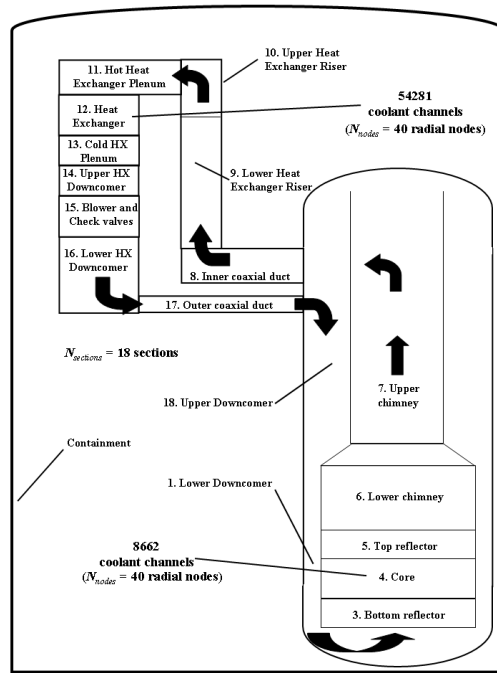 10. Upper Heat
Exchanger Riser
11. Hot Heat
Exchanger Plenum
12. Heat
Exchanger
54281
coolant channels
(Nnodes = 40 radial nodes)
13. Cold HX
Plenum
14. Upper HX
Downcomer
9. Lower Heat
Exchanger Riser
15. Blower and
Check valves
16. Lower HX
Downcomer
8. Inner coaxial duct
17. Outer coaxial duct
Nsections = 18 sections
7. Upper
chimney
18. Upper Downcomer
Containment
1. Lower Downcomer
6. Lower chimney
5. Top reflector
8662
coolant channels
(Nnodes = 40 radial nodes)
4. Core
3. Bottom reflector